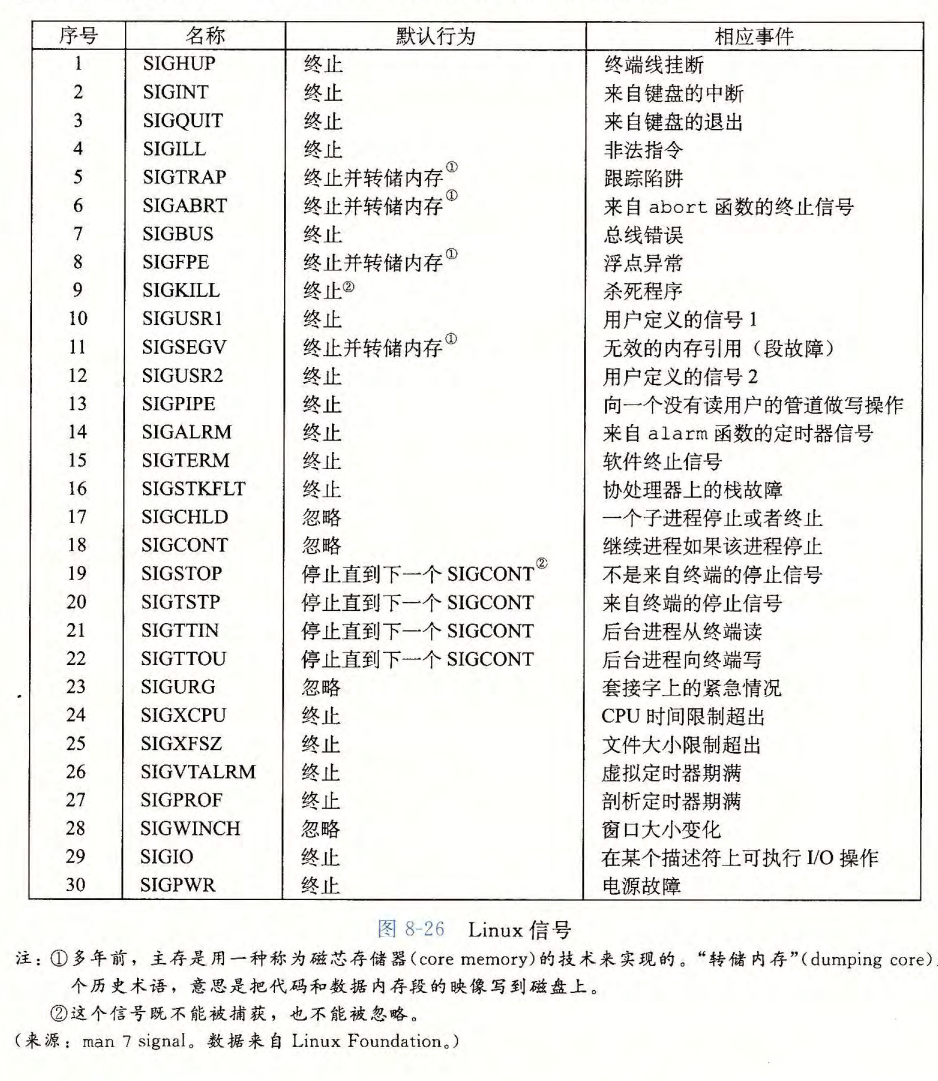 序号 名称 默认行为 相应事件
1 SIGHUP 终止 终端线挂断
2 SIGINT 终止 来自键盘的中断
3 SIGQUIT 终止 来自键盘的退出
4 SIGILL 终止 非法指令
5 SIGTRAP 终止并转储内存① 跟踪陷阱
6 SIGABRT 终止并转储内存① 来自 abort 函数的终止信号
7 SIGBUS 终止 总线错误
8 SIGFPE 终止并转储内存① 浮点异常
9 SIGKILL 终止② 杀死程序
10 SIGUSR1 终止 用户定义的信号 1
11 SIGSEGV 终止并转储内存① 无效的内存引用（段故障）
12 SIGUSR2 终止 用户定义的信号 2
13 SIGPIPE 终止 向一个没有读用户的管道做写操作
14 SIGALRM 终止 来自 alarm 函数的定时器信号
15 SIGTERM 终止 软件终止信号
16 SIGSTKFLT 终止 协处理器上的栈故障
17 SIGCHLD 忽略 一个子进程停止或者终止
18 SIGCONT 忽略 继续进程如果该进程停止
19 SIGSTOP 停止直到下一个 SIGCONT② 不是来自终端的停止信号
20 SIGTSTP 停止直到下一个 SIGCONT 来自终端的停止信号
21 SIGTTIN 停止直到下一个 SIGCONT 后台进程从终端读
22 SIGTTOU 停止直到下一个 SIGCONT 后台进程向终端写
23 SIGURG 忽略 套接字上的紧急情况
24 SIGXCPU 终止 CPU 时间限制超出
25 SIGXFSZ 终止 文件大小限制超出
26 SIGVTALRM 终止 虚拟定时器期满
27 SIGPROF 终止 剖析定时器期满
28 SIGWINCH 忽略 窗口大小变化
29 SIGIO 终止 在某个描述符上可执行 I/O 操作
30 SIGPWR 终止 电源故障
图 8-26 Linux 信号
注：①多年前，主存是用一种称为磁芯存储器(core memory)的技术来实现的。“转储内存”(dumping core)
个历史术语，意思是把代码和数据内存段的映像写到磁盘上。
②这个信号既不能被捕获，也不能被忽略。
(来源：man 7 signal。数据来自 Linux Foundation。)